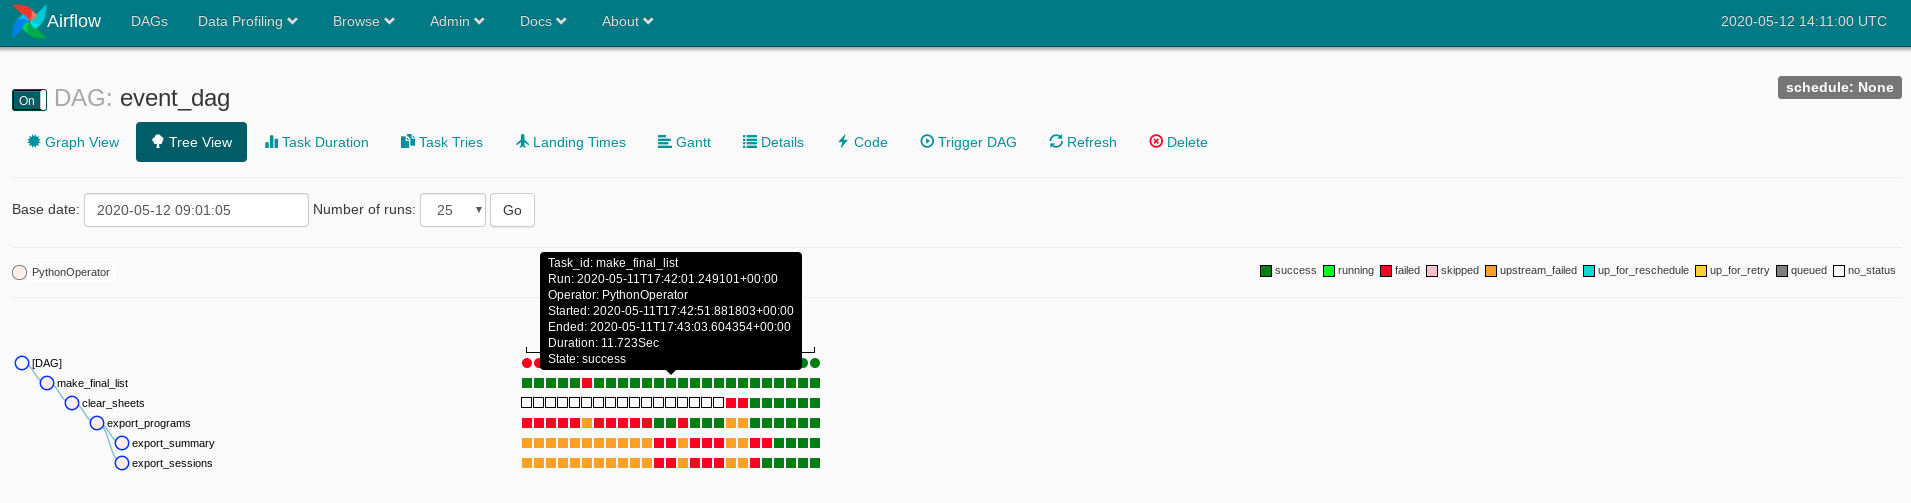 Airflow DAGs Data Profiling Browse Admin Docs About 2020-05-12 14:11:00 UTC
On DAG: event_dag schedule: None
Graph View Tree View Task Duration Task Tries Landing Times Gantt Details Code Trigger DAG Refresh Delete
Base date: 2020-05-12 09:01:05 Number of runs: 25 Go
PythonOperator success running failed skipped upstream_failed up_for_reschedule up_for_retry queued no_status
Task_id: make_final_list
Run: 2020-05-11T17:42:01.249101+00:00
Operator: PythonOperator
Started: 2020-05-11T17:42:51.881803+00:00
Ended: 2020-05-11T17:43:03.604354+00:00
Duration: 11.723Sec
State: success
[DAG]
make_final_list
clear_sheets
export_programs
export_summary
export_sessions